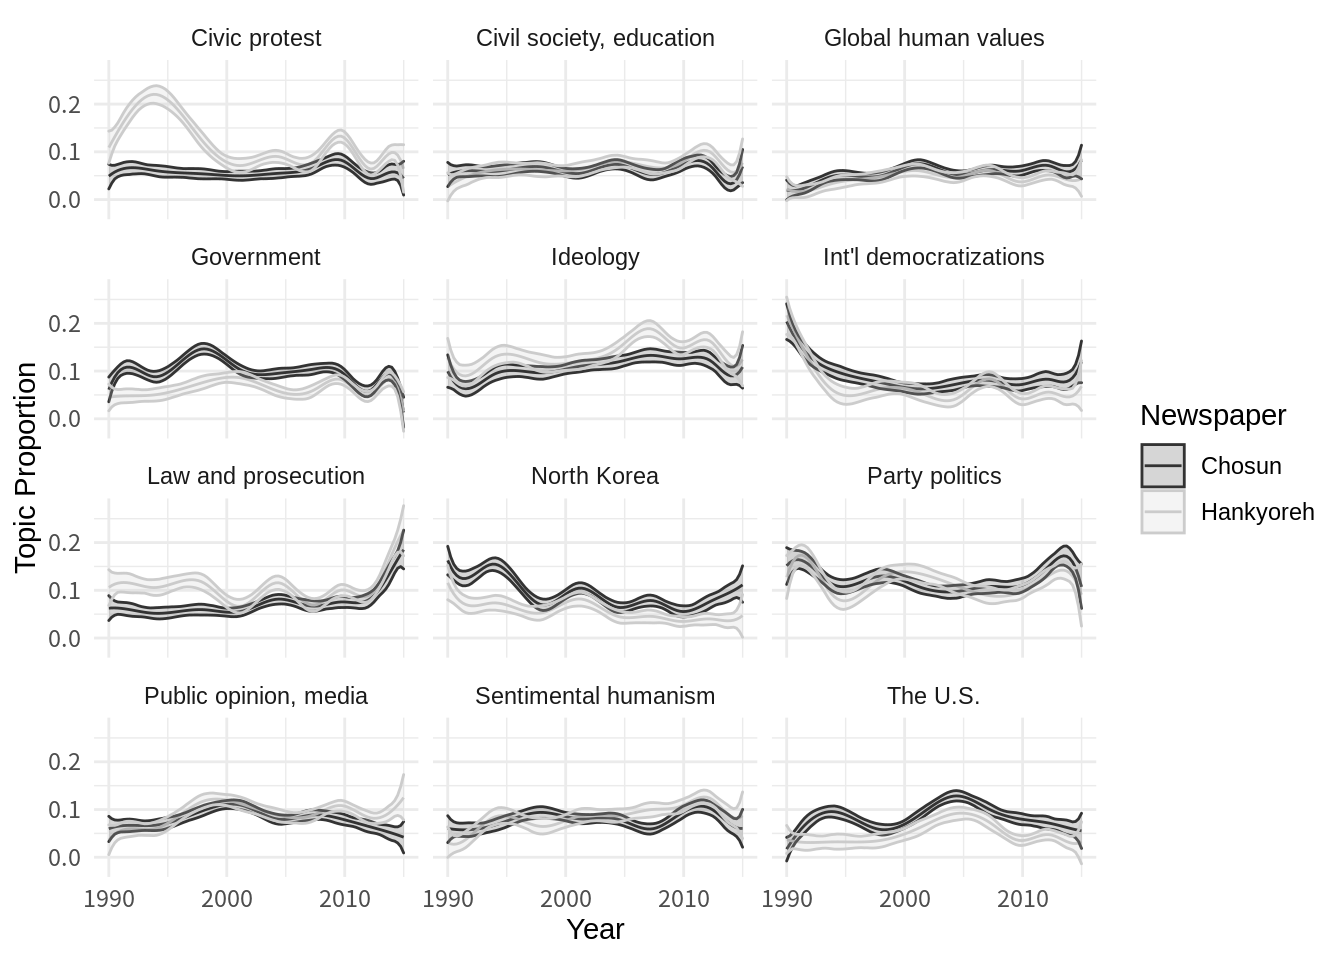 Civic protest
Civil society, education
Global human values
0.2
0.1
0.0
Government
Ideology
Int'l democratizations
0.2
0.1
0.0
Law and prosecution
North Korea
Party politics
0.2
0.1
0.0
Public opinion, media
Sentimental humanism
The U.S.
0.2
0.1
0.0
1990 2000 2010
1990 2000 2010
1990 2000 2010
Year
Topic Proportion
Newspaper
Chosun
Hankyoreh